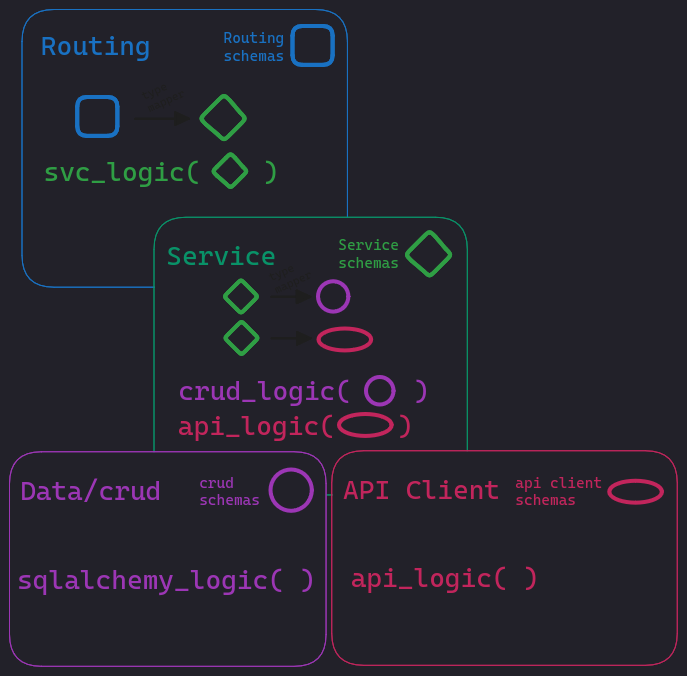 Routing
Routing
schemas
svc_logic( )
Service
Service
schemas
crud_logic( )
api_logic( )
Data/crud
crud
schemas
sqlalchemy_logic( )
API Client
api client
schemas
api_logic( )